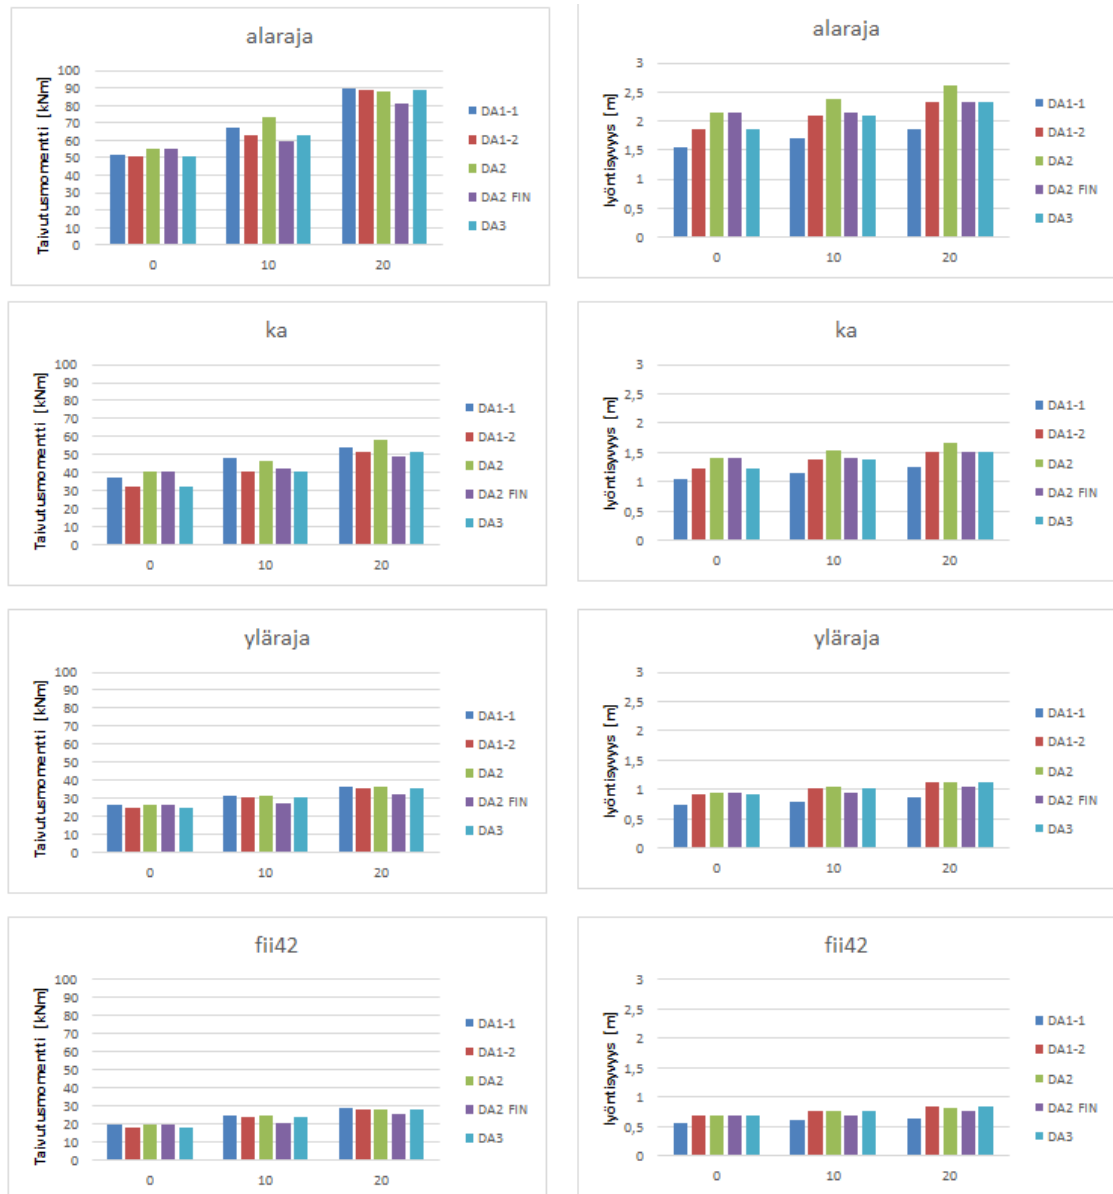 alaraja
Taivutusmomentti [kNm]
100
90
80
70
60
50
40
30
20
10
0
0 10 20
DA1-1
DA1-2
DA2
DA2 FIN
DA3
alaraja
lyöntisyvyys [m]
3
2,5
2
1,5
1
0,5
0
0 10 20
DA1-1
DA1-2
DA2
DA2 FIN
DA3
ka
Taivutusmomentti [kNm]
100
90
80
70
60
50
40
30
20
10
0
0 10 20
DA1-1
DA1-2
DA2
DA2 FIN
DA3
ka
lyöntisyvyys [m]
3
2,5
2
1,5
1
0,5
0
0 10 20
DA1-1
DA1-2
DA2
DA2 FIN
DA3
yläraja
Taivutusmomentti [kNm]
100
90
80
70
60
50
40
30
20
10
0
0 10 20
DA1-1
DA1-2
DA2
DA2 FIN
DA3
yläraja
lyöntisyvyys [m]
3
2,5
2
1,5
1
0,5
0
0 10 20
DA1-1
DA1-2
DA2
DA2 FIN
DA3
fii42
Taivutusmomentti [kNm]
100
90
80
70
60
50
40
30
20
10
0
0 10 20
DA1-1
DA1-2
DA2
DA2 FIN
DA3
fii42
lyöntisyvyys [m]
3
2,5
2
1,5
1
0,5
0
0 10 20
DA1-1
DA1-2
DA2
DA2 FIN
DA3